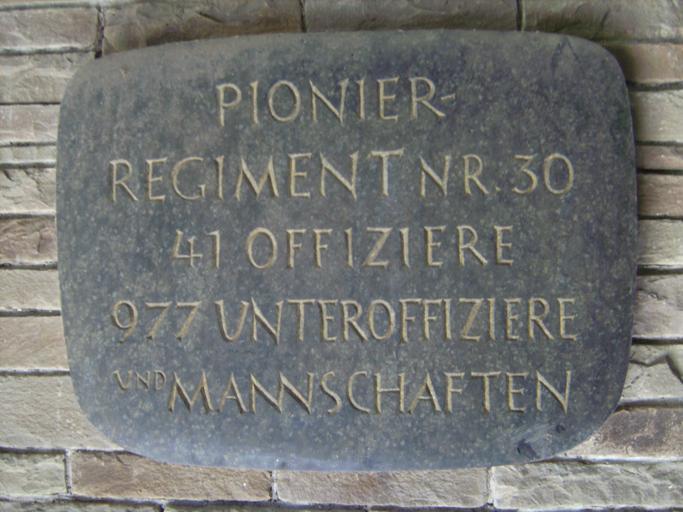 PIONIER-
REGIMENT NR. 30
41 OFFIZIERE
977 UNTEROFFIZIERE
UND MANNSCHAFTEN